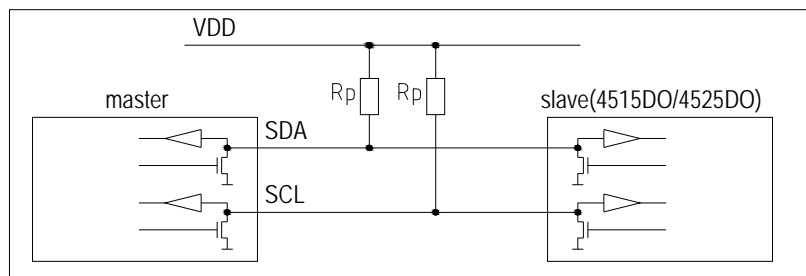 VDD
Rp Rp
master slave(4515DO/4525DO)
SDA
SCL